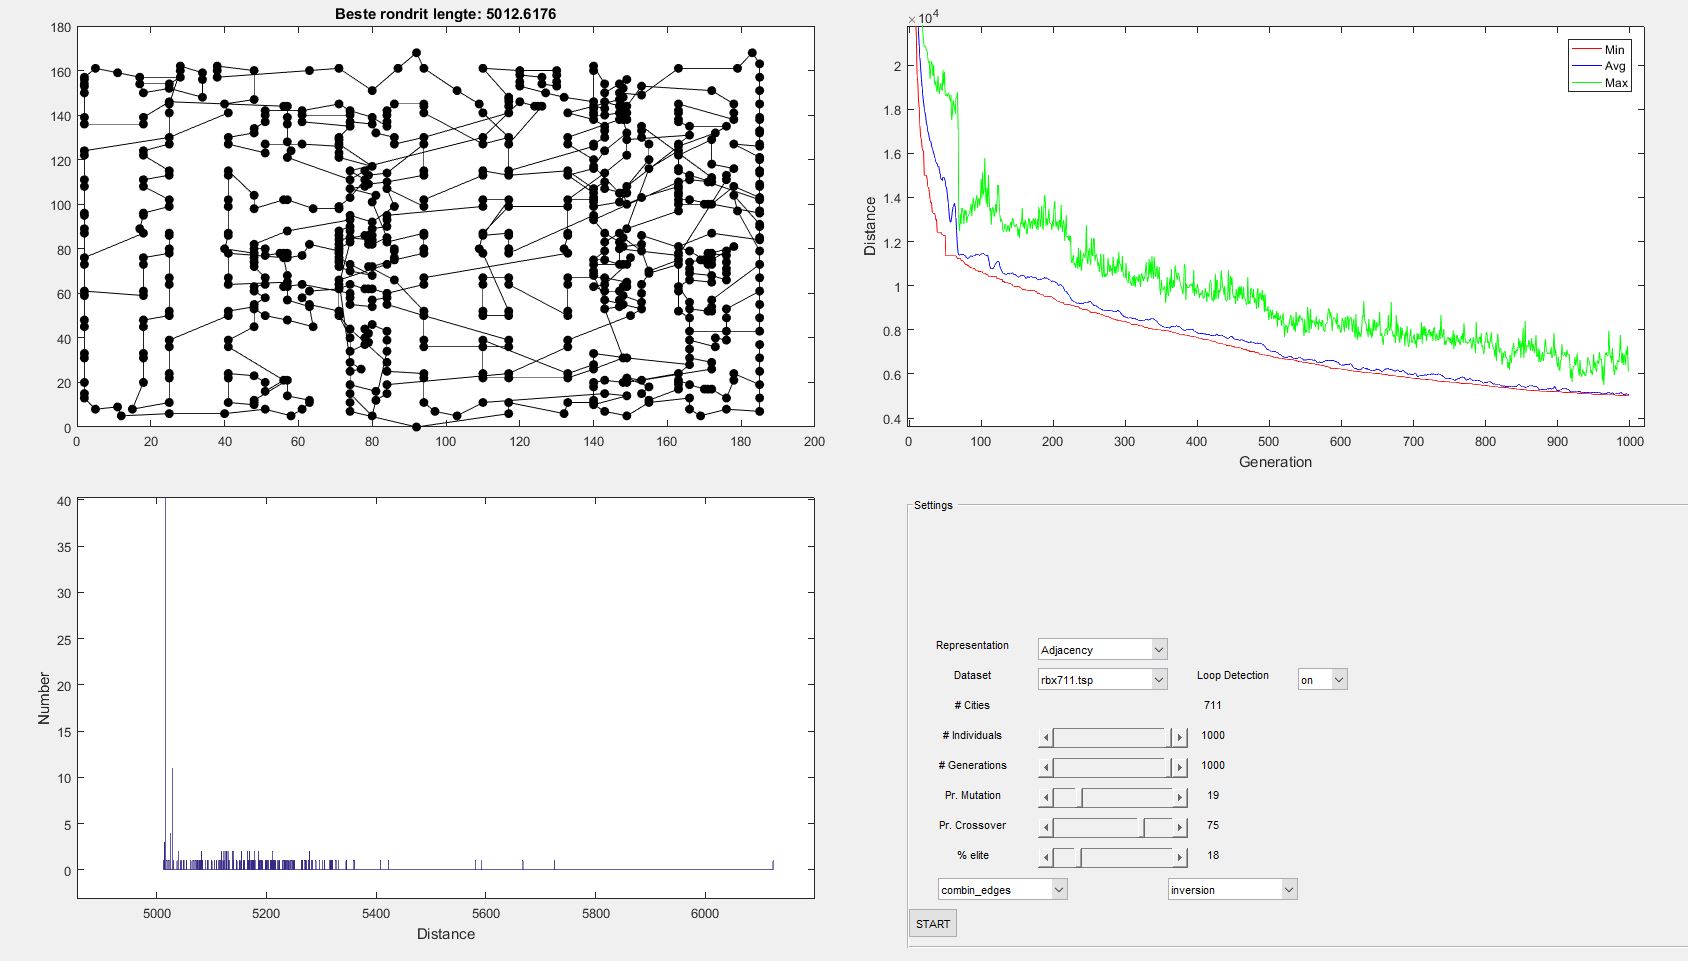 Beste rondrit lengte: 5012.6176
180
160
140
120
100
80
60
40
20
0
0 20 40 60 80 100 120 140 160 180 200
×10^4
2
1.8
1.6
1.4
1.2
1
0.8
0.6
0.4
Distance
Min
Avg
Max
0 100 200 300 400 500 600 700 800 900 1000
Generation
40
35
30
25
20
15
10
5
0
Number
5000 5200 5400 5600 5800 6000
Distance
Settings
Representation Adjacency
Dataset rbx711.tsp Loop Detection on
# Cities 711
# Individuals 1000
# Generations 1000
Pr. Mutation 19
Pr. Crossover 75
% elite 18
combin_edges inversion
START